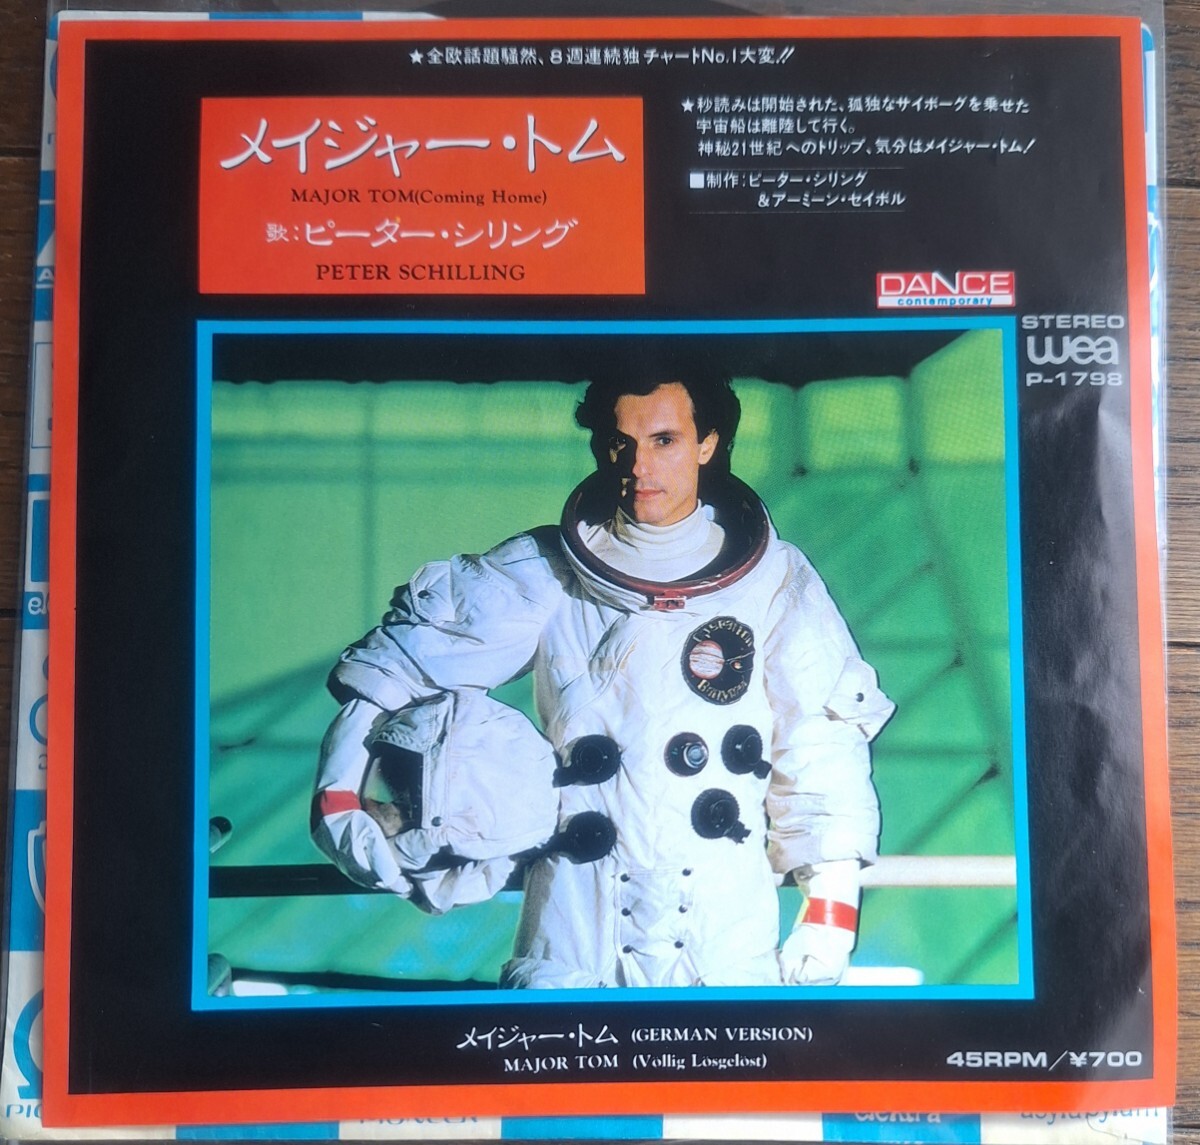 ★全欧話題騒然、8週連続独チャートNo.1大変!!
メイジャー・トム
MAJOR TOM(Coming Home)
歌:ピーター・シリング
PETER SCHILLING
★秒読みは開始された、孤独なサイボーグを乗せた
宇宙船は離陸して行く。
神秘21世紀へのトリップ、気分はメイジャー・トム!
■制作:ピーター・シリング
&アーミーン・セイボル
DANCE
contemporary
STEREO
wea
P-1798
メイジャー・トム (GERMAN VERSION)
MAJOR TOM (Völlig Lösgelöst)
45RPM/¥700
PIONEER
elektra
asylum